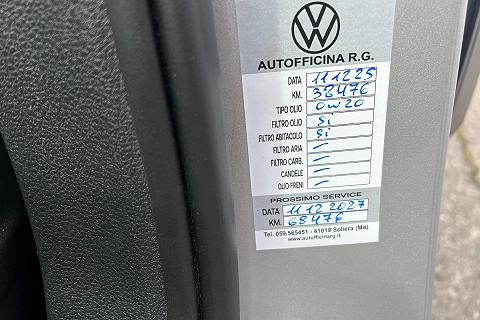 AUTOFFICINA R.G.
DATA 111225
KM. 38476
TIPO OLIO 0W20
FILTRO OLIO Si
FILTRO ABITACOLO Si
FILTRO ARIA –
FILTRO CARB. –
CANDELE –
OLIO FRENI –
PROSSIMO SERVICE
DATA 11 12 2027
KM. 68476
Tel. 059.565451 - 41019 Soliera (Mo)
www.autofficinarg.it